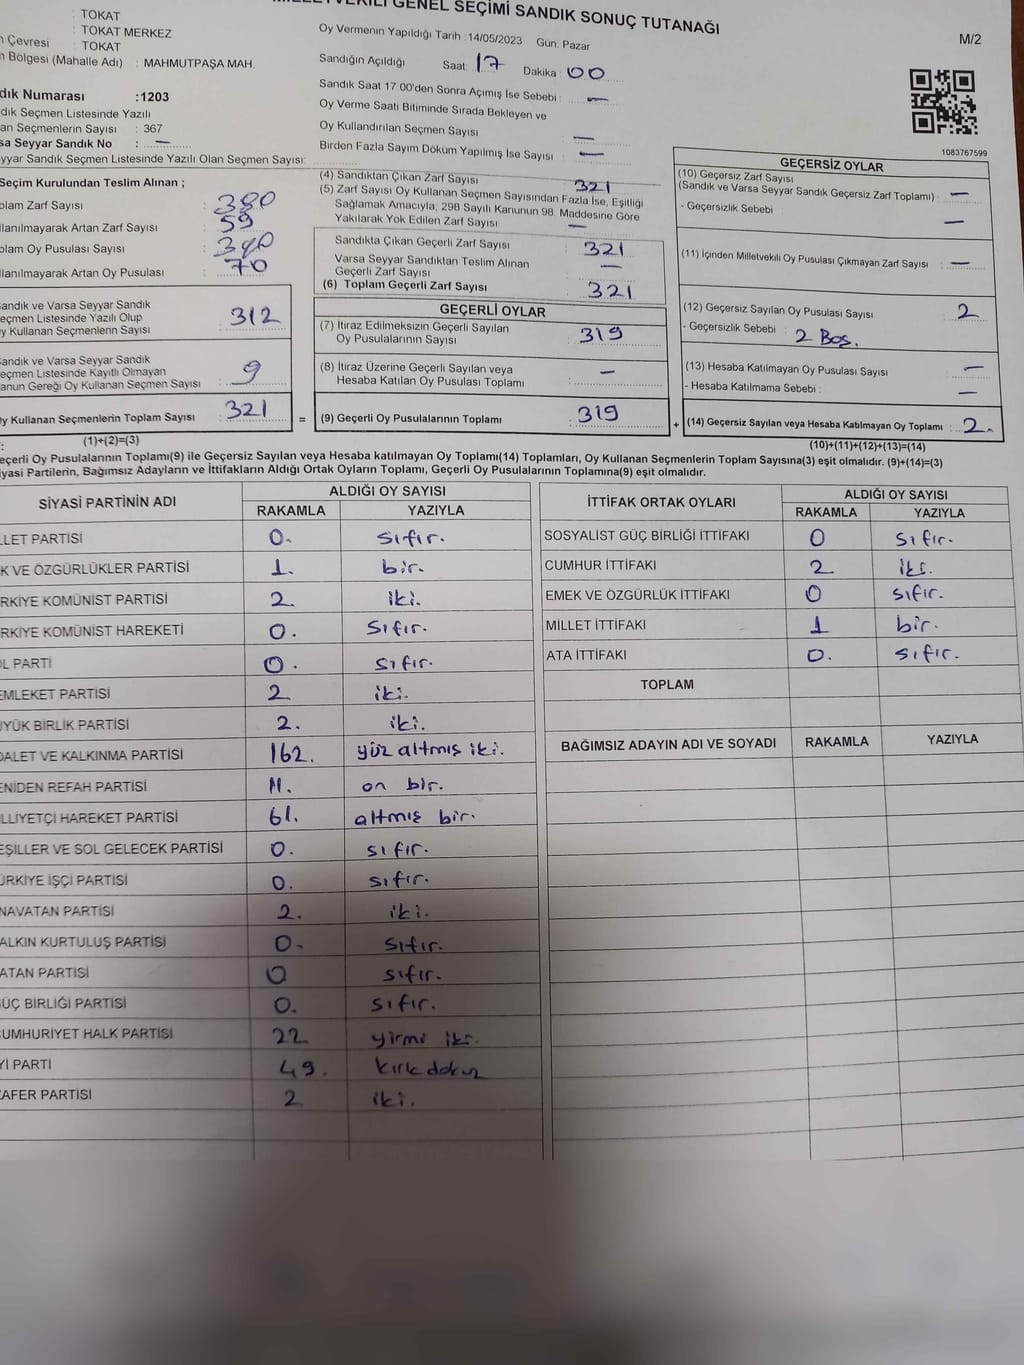 GENEL SEÇİMİ SANDIK SONUÇ TUTANAĞI
M/2
: TOKAT
: TOKAT MERKEZ
Çevresi : TOKAT
Bölgesi (Mahalle Adı) : MAHMUTPAŞA MAH.
Oy Vermenin Yapıldığı Tarih :14/05/2023 Gün: Pazar
Sandığın Açıldığı Saat: 17 Dakika : 00
Sandık Saat 17:00'den Sonra Açımış İse Sebebi : —
Oy Verme Saati Bitiminde Sırada Bekleyen ve
Oy Kullandırılan Seçmen Sayısı —
Birden Fazla Sayım Döküm Yapılmış İse Sayısı —
dık Numarası :1203
dık Seçmen Listesinde Yazılı
an Seçmenlerin Sayısı : 367
sa Seyyar Sandık No : —
yyar Sandık Seçmen Listesinde Yazılı Olan Seçmen Sayısı:
1083767599
Seçim Kurulundan Teslim Alınan ;
plam Zarf Sayısı : 380
llanılmayarak Artan Zarf Sayısı : 59
plam Oy Pusulası Sayısı :
llanılmayarak Artan Oy Pusulası : 70
andık ve Varsa Seyyar Sandık
eçmen Listesinde Yazılı Olup
y Kullanan Seçmenlerin Sayısı 312
andık ve Varsa Seyyar Sandık
eçmen Listesinde Kayıtlı Olmayan
anun Gereği Oy Kullanan Seçmen Sayısı 9
y Kullanan Seçmenlerin Toplam Sayısı : 321 =
(1)+(2)=(3)
(4) Sandıktan Çıkan Zarf Sayısı 321
(5) Zarf Sayısı Oy Kullanan Seçmen Sayısından Fazla İse, Eşitliği
Sağlamak Amacıyla, 298 Sayılı Kanunun 98. Maddesine Göre
Yakılarak Yok Edilen Zarf Sayısı —
Sandıkta Çıkan Geçerli Zarf Sayısı : 321
Varsa Seyyar Sandıktan Teslim Alınan
Geçerli Zarf Sayısı —
(6) Toplam Geçerli Zarf Sayısı 321
GEÇERLİ OYLAR
(7) İtiraz Edilmeksizin Geçerli Sayılan
Oy Pusulalarının Sayısı 319
(8) İtiraz Üzerine Geçerli Sayılan veya
Hesaba Katılan Oy Pusulası Toplamı —
(9) Geçerli Oy Pusulalarının Toplamı : 319 +
GEÇERSİZ OYLAR
(10) Geçersiz Zarf Sayısı
(Sandık ve Varsa Seyyar Sandık Geçersiz Zarf Toplamı) : —
- Geçersizlik Sebebi : —
(11) İçinden Milletvekili Oy Pusulası Çıkmayan Zarf Sayısı : —
(12) Geçersiz Sayılan Oy Pusulası Sayısı : 2
- Geçersizlik Sebebi : 2 Boş.
(13) Hesaba Katılmayan Oy Pusulası Sayısı : —
- Hesaba Katılmama Sebebi : —
(14) Geçersiz Sayılan veya Hesaba Katılmayan Oy Toplamı : 2.
(10)+(11)+(12)+(13)=(14)
eçerli Oy Pusulalarının Toplamı(9) ile Geçersiz Sayılan veya Hesaba katılmayan Oy Toplamı(14) Toplamları, Oy Kullanan Seçmenlerin Toplam Sayısına(3) eşit olmalıdır. (9)+(14)=(3)
iyasi Partilerin, Bağımsız Adayların ve İttifakların Aldığı Ortak Oyların Toplamı, Geçerli Oy Pusulalarının Toplamına(9) eşit olmalıdır.
SİYASİ PARTİNİN ADI ALDIĞI OY SAYISI
RAKAMLA YAZIYLA
LLET PARTİSİ 0. sıfır.
K VE ÖZGÜRLÜKLER PARTİSİ 1. bir.
RKİYE KOMÜNİST PARTİSİ 2. iki.
RKİYE KOMÜNİST HAREKETİ 0. sıfır.
L PARTİ 0. sıfır.
EMLEKET PARTİSİ 2 iki.
YÜK BİRLİK PARTİSİ 2. iki.
DALET VE KALKINMA PARTİSİ 162. yüz altmış iki.
ENİDEN REFAH PARTİSİ 11. on bir.
LLİYETÇİ HAREKET PARTİSİ 61. altmış bir.
EŞİLLER VE SOL GELECEK PARTİSİ 0. sıfır.
ÜRKİYE İŞÇİ PARTİSİ 0. sıfır.
NAVATAN PARTİSİ 2. iki.
ALKIN KURTULUŞ PARTİSİ 0. sıfır.
ATAN PARTİSİ 0 sıfır.
ÜÇ BİRLİĞİ PARTİSİ 0. sıfır.
UMHURİYET HALK PARTİSİ 22 yirmi iki.
Yİ PARTİ 49. kırk dokuz
AFER PARTİSİ 2 iki.
İTTİFAK ORTAK OYLARI ALDIĞI OY SAYISI
RAKAMLA YAZIYLA
SOSYALİST GÜÇ BİRLİĞİ İTTİFAKI 0 sıfır.
CUMHUR İTTİFAKI 2 iki.
EMEK VE ÖZGÜRLÜK İTTİFAKI 0 sıfır.
MİLLET İTTİFAKI 1 bir.
ATA İTTİFAKI 0. sıfır.
TOPLAM
BAĞIMSIZ ADAYIN ADI VE SOYADI RAKAMLA YAZIYLA